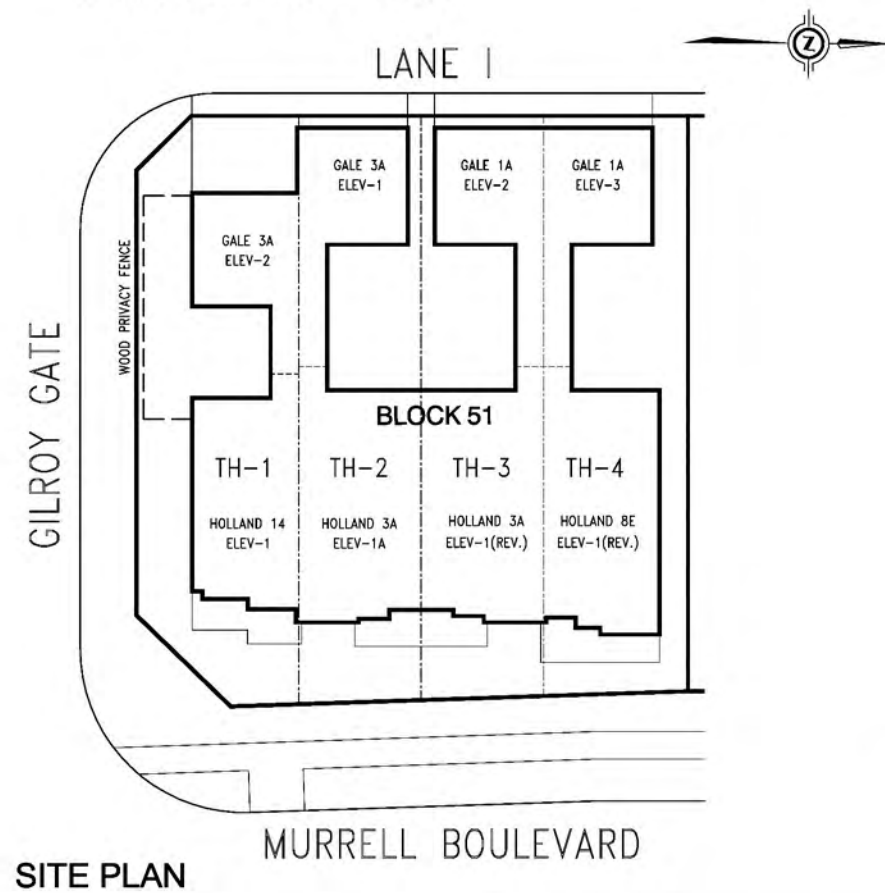 LANE 1
N
GALE 3A
ELEV-1
GALE 1A
ELEV-2
GALE 1A
ELEV-3
GALE 3A
ELEV-2
WOOD PRIVACY FENCE
GILROY GATE
BLOCK 51
TH-1
TH-2
TH-3
TH-4
HOLLAND 14
ELEV-1
HOLLAND 3A
ELEV-1A
HOLLAND 3A
ELEV-1(REV.)
HOLLAND 8E
ELEV-1(REV.)
MURRELL BOULEVARD
SITE PLAN